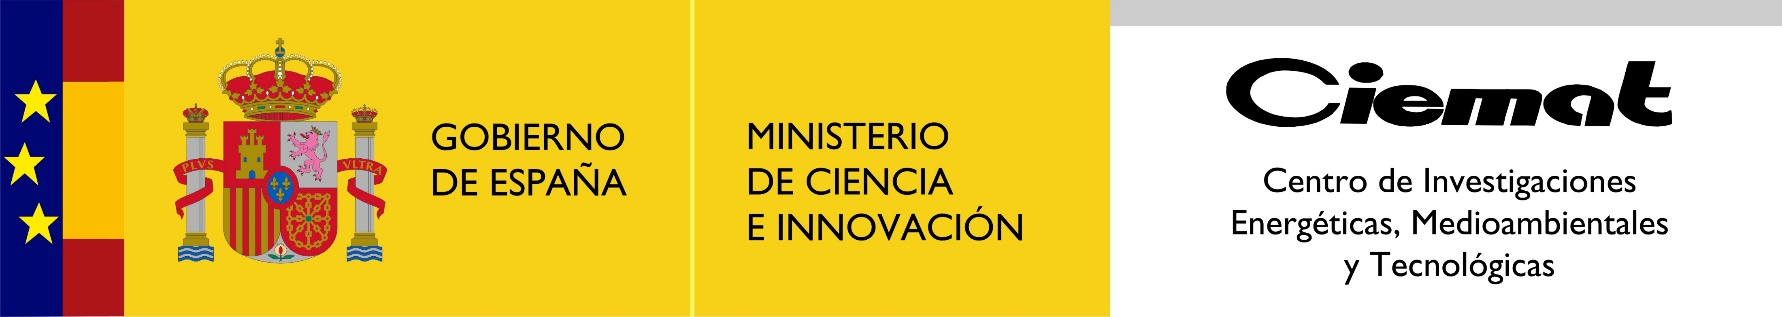 PLVS
VLTRA
GOBIERNO
DE ESPAÑA
MINISTERIO
DE CIENCIA
E INNOVACIÓN
Ciemat
Centro de Investigaciones
Energéticas, Medioambientales
y Tecnológicas